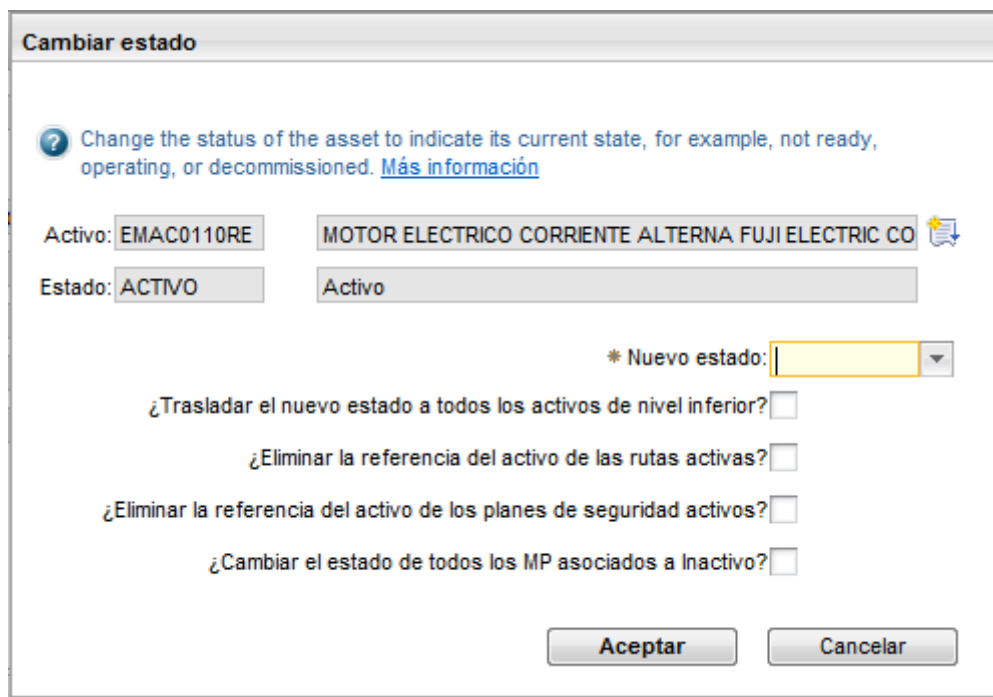 Cambiar estado
Change the status of the asset to indicate its current state, for example, not ready,
operating, or decommissioned. Más información
Activo: EMAC0110RE MOTOR ELECTRICO CORRIENTE ALTERNA FUJI ELECTRIC CO
Estado: ACTIVO Activo
* Nuevo estado:
¿Trasladar el nuevo estado a todos los activos de nivel inferior?
¿Eliminar la referencia del activo de las rutas activas?
¿Eliminar la referencia del activo de los planes de seguridad activos?
¿Cambiar el estado de todos los MP asociados a Inactivo?
Aceptar Cancelar